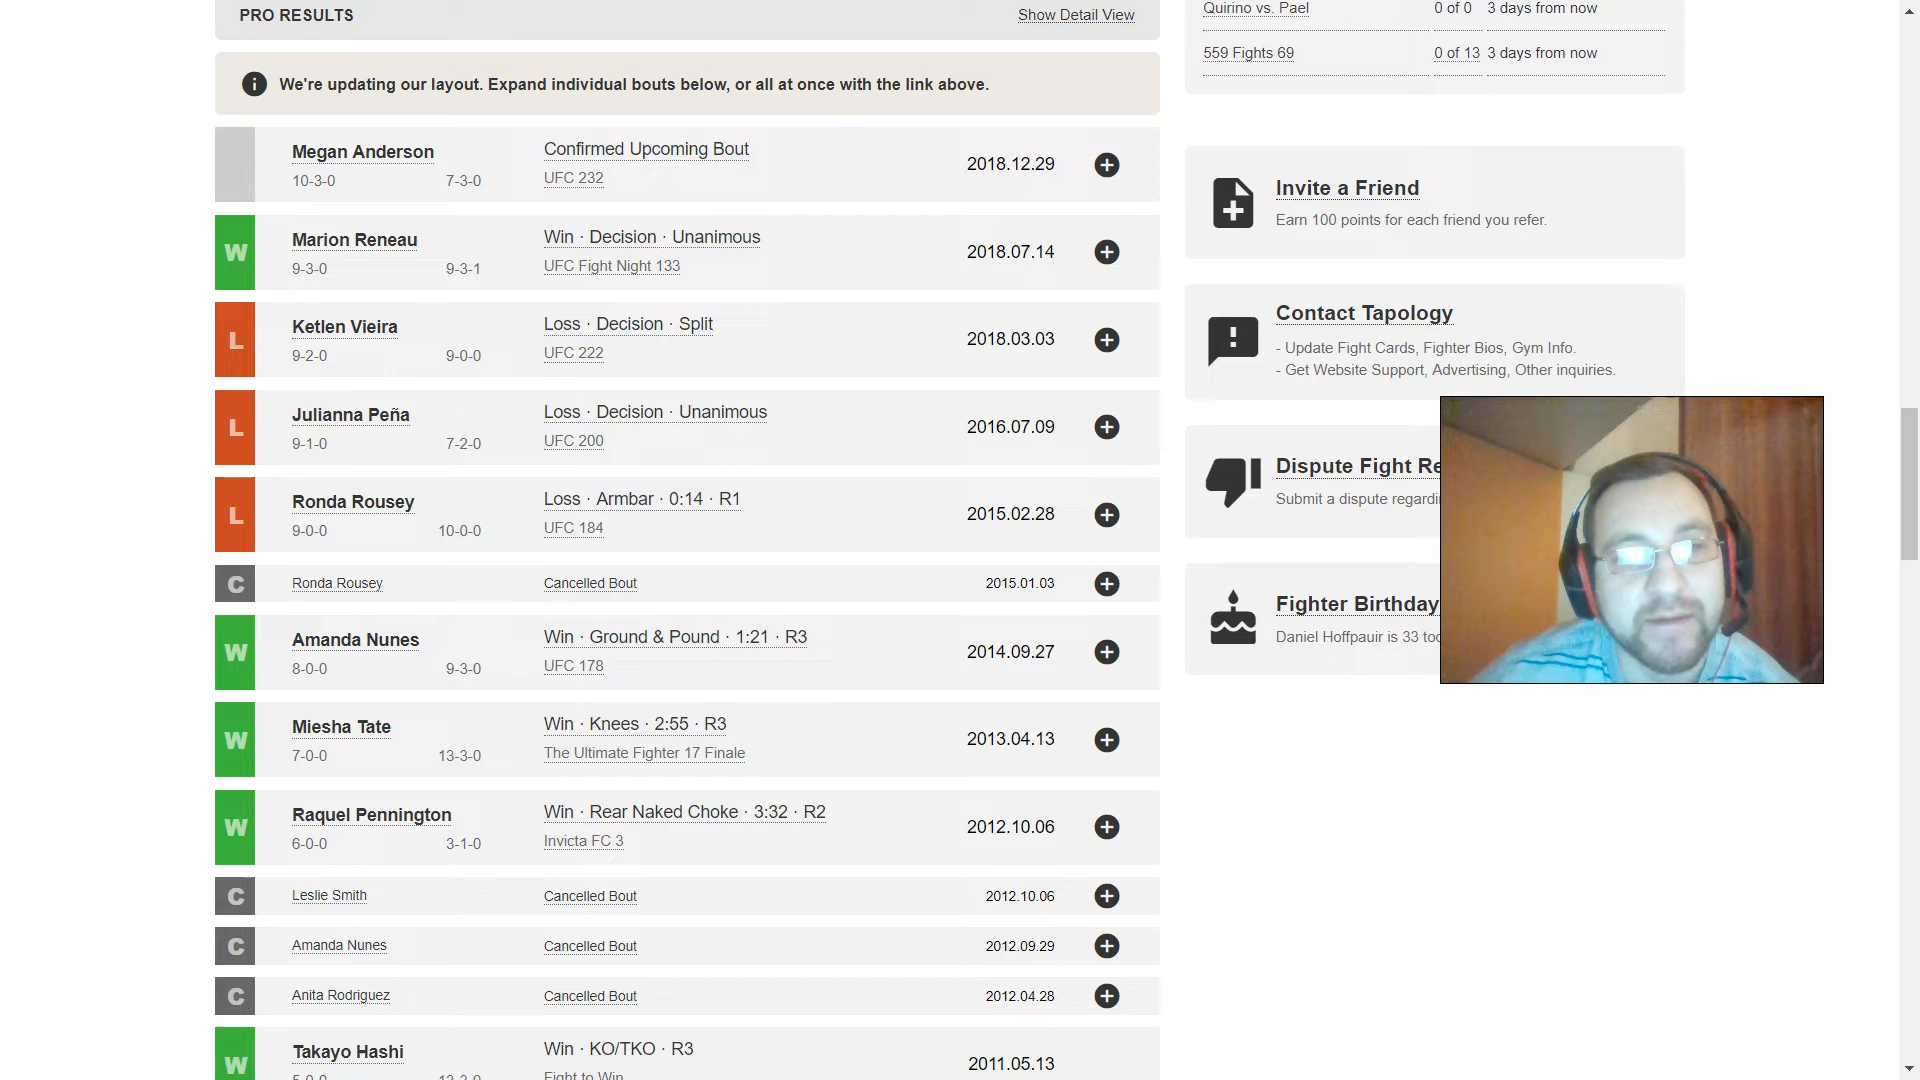 PRO RESULTS
Show Detail View
We're updating our layout. Expand individual bouts below, or all at once with the link above.
Megan Anderson
Confirmed Upcoming Bout
10-3-0 7-3-0
UFC 232
2018.12.29
W
Marion Reneau
Win · Decision · Unanimous
9-3-0 9-3-1
UFC Fight Night 133
2018.07.14
L
Ketlen Vieira
Loss · Decision · Split
9-2-0 9-0-0
UFC 222
2018.03.03
L
Julianna Peña
Loss · Decision · Unanimous
9-1-0 7-2-0
UFC 200
2016.07.09
L
Ronda Rousey
Loss · Armbar · 0:14 · R1
9-0-0 10-0-0
UFC 184
2015.02.28
C Ronda Rousey Cancelled Bout 2015.01.03
W
Amanda Nunes
Win · Ground & Pound · 1:21 · R3
8-0-0 9-3-0
UFC 178
2014.09.27
W
Miesha Tate
Win · Knees · 2:55 · R3
7-0-0 13-3-0
The Ultimate Fighter 17 Finale
2013.04.13
W
Raquel Pennington
Win · Rear Naked Choke · 3:32 · R2
6-0-0 3-1-0
Invicta FC 3
2012.10.06
C Leslie Smith Cancelled Bout 2012.10.06
C Amanda Nunes Cancelled Bout 2012.09.29
C Anita Rodriguez Cancelled Bout 2012.04.28
W
Takayo Hashi
Win · KO/TKO · R3
2011.05.13
Fight to Win
Quirino vs. Pael 0 of 0 3 days from now
559 Fights 69 0 of 13 3 days from now
Invite a Friend
Earn 100 points for each friend you refer.
Contact Tapology
- Update Fight Cards, Fighter Bios, Gym Info.
- Get Website Support, Advertising, Other inquiries.
Dispute Fight Re
Submit a dispute regardi
Fighter Birthday
Daniel Hoffpauir is 33 to